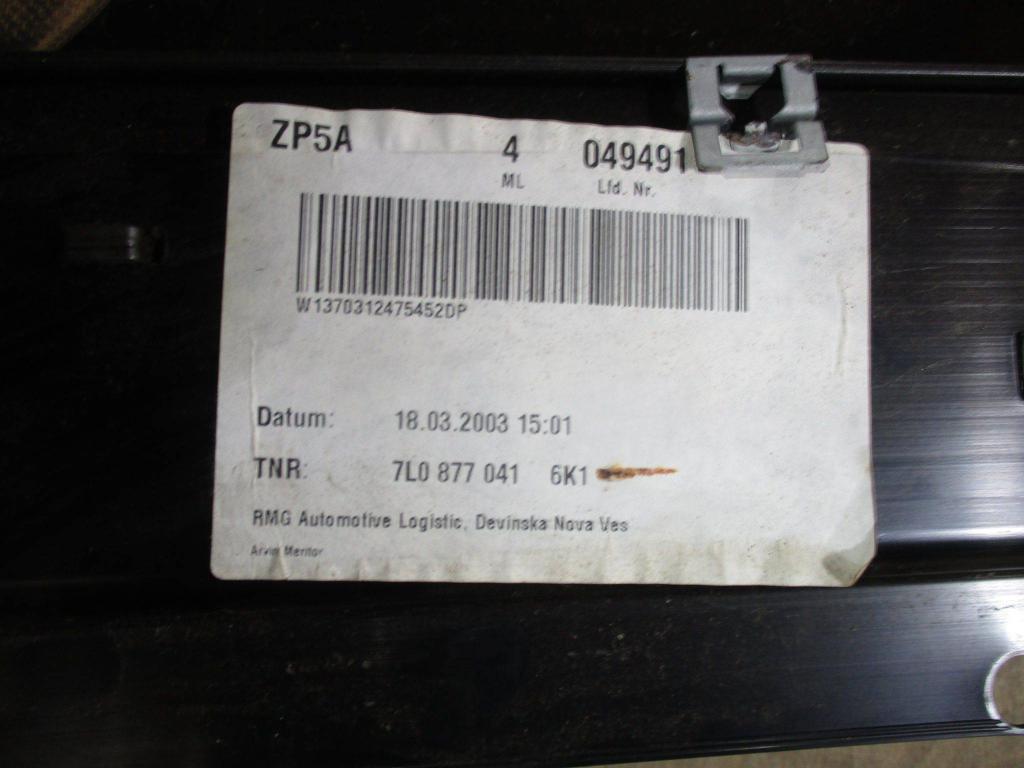 ZP5A 4 049491
ML Lfd. Nr.
W1370312475452DP
Datum: 18.03.2003 15:01
TNR: 7L0 877 041 6K1
RMG Automotive Logistic, Devinska Nova Ves
Arvin Meritor